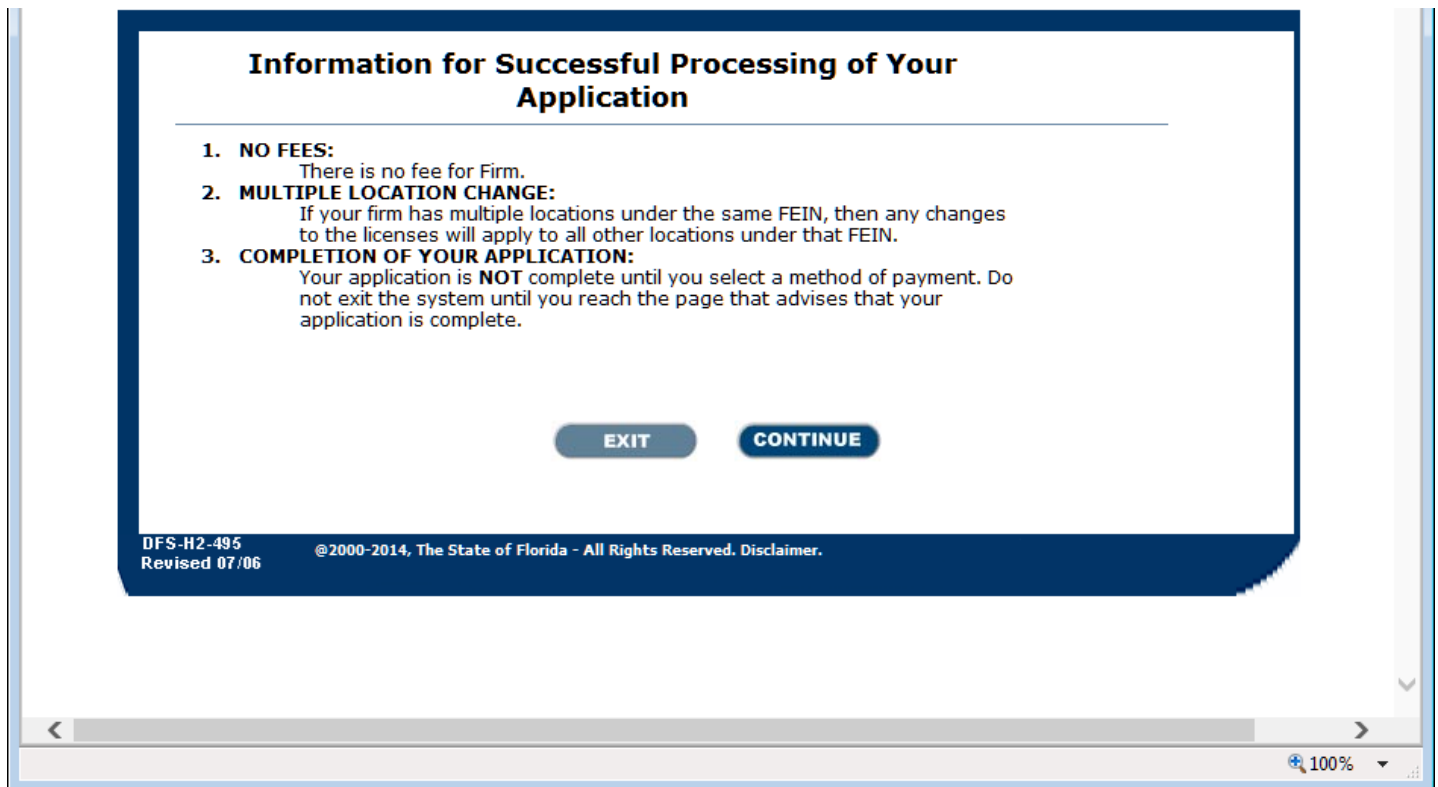 Information for Successful Processing of Your
Application
1. NO FEES:
There is no fee for Firm.
2. MULTIPLE LOCATION CHANGE:
If your firm has multiple locations under the same FEIN, then any changes
to the licenses will apply to all other locations under that FEIN.
3. COMPLETION OF YOUR APPLICATION:
Your application is NOT complete until you select a method of payment. Do
not exit the system until you reach the page that advises that your
application is complete.
EXIT CONTINUE
DFS-H2-495
Revised 07/06
@2000-2014, The State of Florida - All Rights Reserved. Disclaimer.
100%